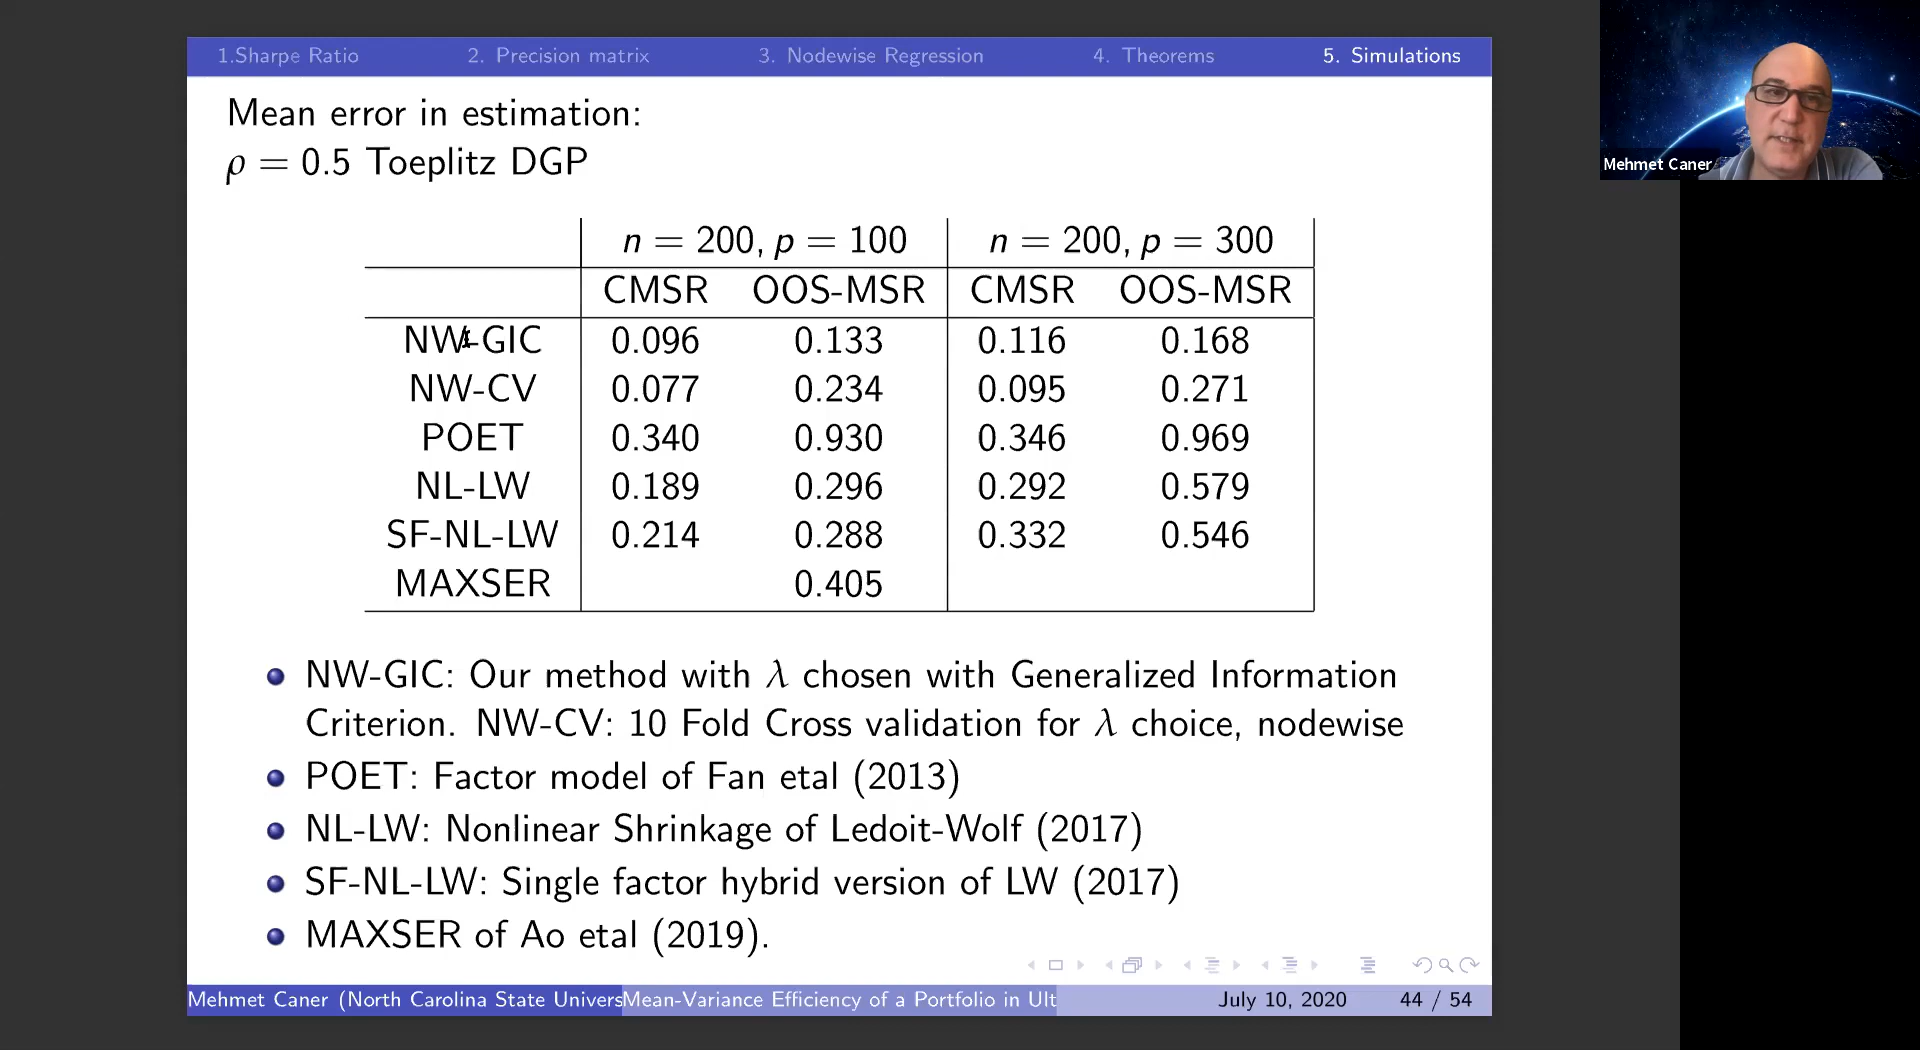 1.Sharpe Ratio 2. Precision matrix 3. Nodewise Regression 4. Theorems 5. Simulations
Mean error in estimation:
ρ = 0.5 Toeplitz DGP
n = 200, p = 100 n = 200, p = 300
CMSR OOS-MSR CMSR OOS-MSR
NW-GIC 0.096 0.133 0.116 0.168
NW-CV 0.077 0.234 0.095 0.271
POET 0.340 0.930 0.346 0.969
NL-LW 0.189 0.296 0.292 0.579
SF-NL-LW 0.214 0.288 0.332 0.546
MAXSER 0.405
NW-GIC: Our method with λ chosen with Generalized Information
Criterion. NW-CV: 10 Fold Cross validation for λ choice, nodewise
POET: Factor model of Fan etal (2013)
NL-LW: Nonlinear Shrinkage of Ledoit-Wolf (2017)
SF-NL-LW: Single factor hybrid version of LW (2017)
MAXSER of Ao etal (2019).
Mehmet Caner (North Carolina State Univers Mean-Variance Efficiency of a Portfolio in Ult July 10, 2020 44 / 54
Mehmet Caner